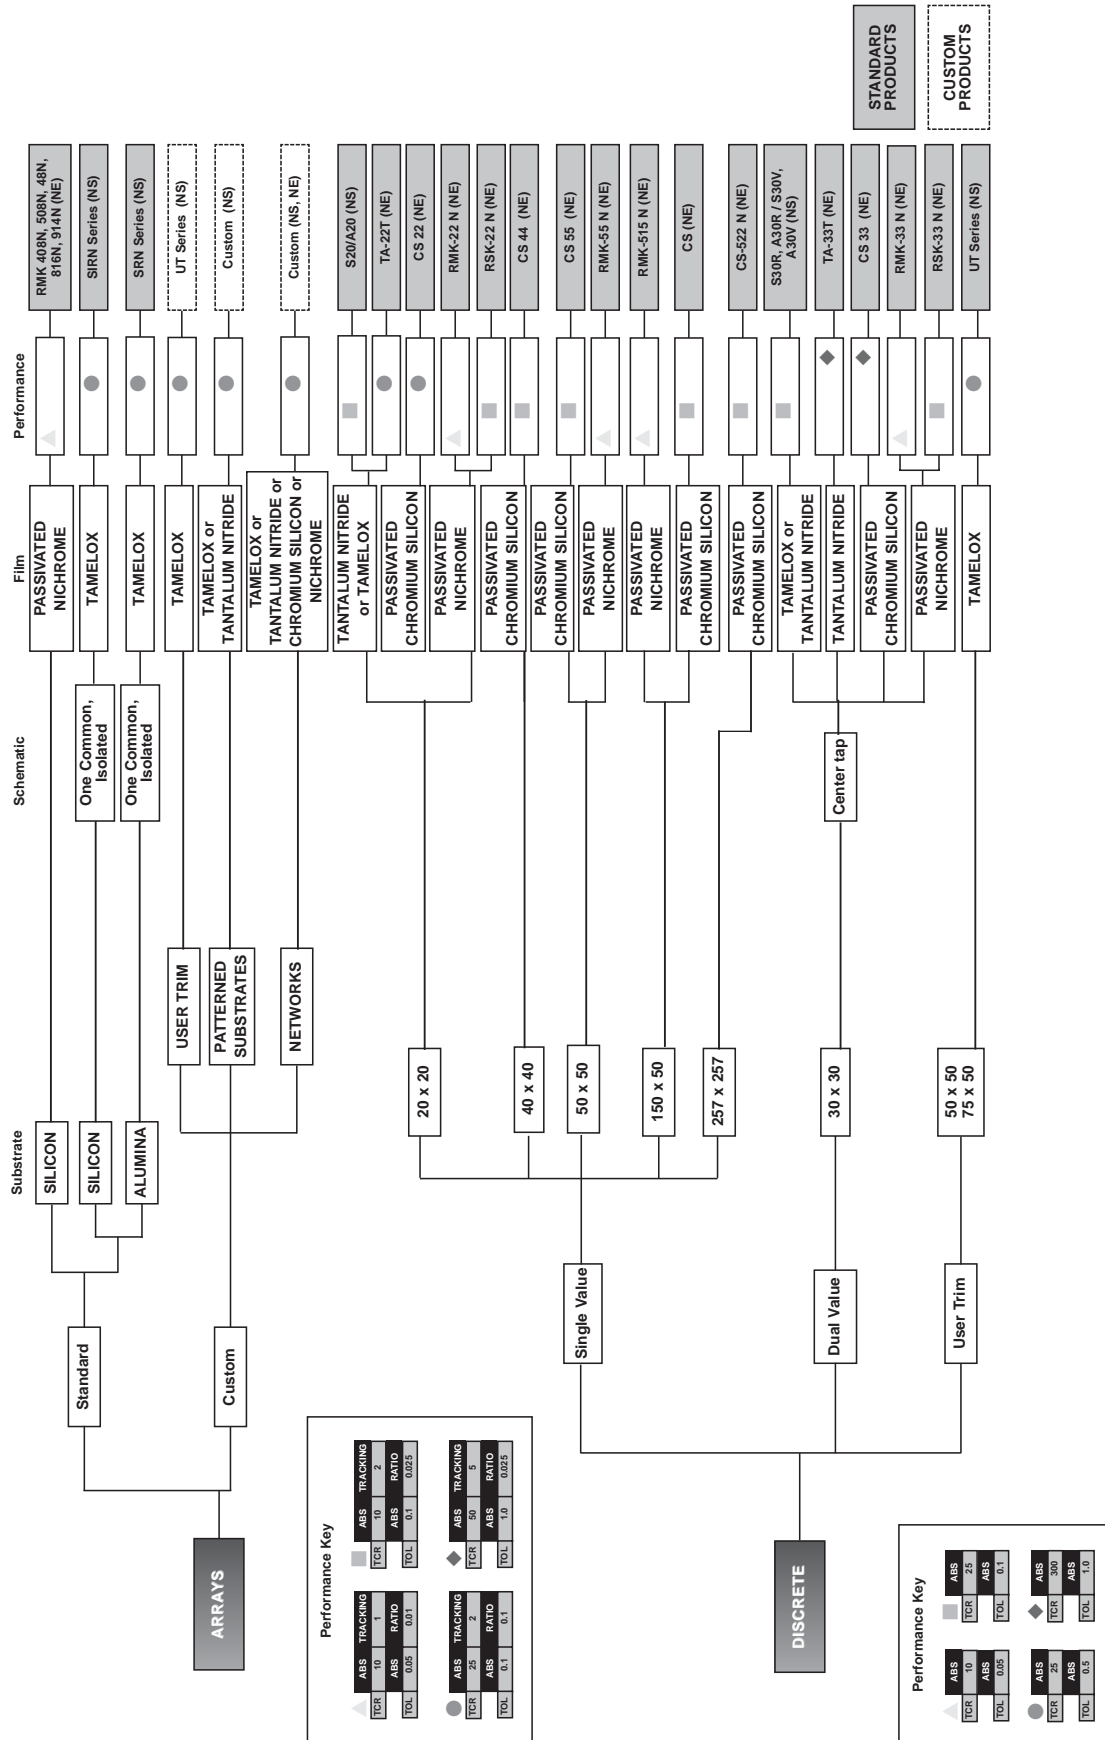 ARRAYS
Standard
Custom
Substrate
SILICON
SILICON
ALUMINA
USER TRIM
PATTERNED
SUBSTRATES
NETWORKS
Schematic
One Common,
Isolated
One Common,
Isolated
Film
PASSIVATED
NICHROME
TAMELOX
TAMELOX
TAMELOX
TAMELOX or
TANTALUM NITRIDE
TAMELOX or
TANTALUM NITRIDE or
CHROMIUM SILICON or
NICHROME
Performance
RMK 408N, 508N, 48N,
816N, 914N (NE)
SIRN Series (NS)
SRN Series (NS)
UT Series (NS)
Custom (NS)
Custom (NS, NE)
Performance Key
ABS TRACKING
TCR 10 1
ABS RATIO
TOL 0.05 0.01
ABS TRACKING
TCR 10 2
ABS RATIO
TOL 0.1 0.025
ABS TRACKING
TCR 25 2
ABS RATIO
TOL 0.1 0.1
ABS TRACKING
TCR 50 5
ABS RATIO
TOL 1.0 0.025
DISCRETE
Single Value
Dual Value
User Trim
20 x 20
40 x 40
50 x 50
150 x 50
257 x 257
30 x 30
50 x 50
75 x 50
Center tap
TANTALUM NITRIDE
or TAMELOX
PASSIVATED
CHROMIUM SILICON
PASSIVATED
NICHROME
PASSIVATED
CHROMIUM SILICON
PASSIVATED
CHROMIUM SILICON
PASSIVATED
NICHROME
PASSIVATED
NICHROME
PASSIVATED
CHROMIUM SILICON
PASSIVATED
CHROMIUM SILICON
TAMELOX or
TANTALUM NITRIDE
TANTALUM NITRIDE
PASSIVATED
CHROMIUM SILICON
PASSIVATED
NICHROME
TAMELOX
S20/A20 (NS)
TA-22T (NE)
CS 22 (NE)
RMK-22 N (NE)
RSK-22 N (NE)
CS 44 (NE)
CS 55 (NE)
RMK-55 N (NE)
RMK-515 N (NE)
CS (NE)
CS-522 N (NE)
S30R, A30R / S30V,
A30V (NS)
TA-33T (NE)
CS 33 (NE)
RMK-33 N (NE)
RSK-33 N (NE)
UT Series (NS)
STANDARD
PRODUCTS
CUSTOM
PRODUCTS
Performance Key
ABS
TCR 10
ABS
TOL 0.05
ABS
TCR 25
ABS
TOL 0.1
ABS
TCR 25
ABS
TOL 0.5
ABS
TCR 300
ABS
TOL 1.0